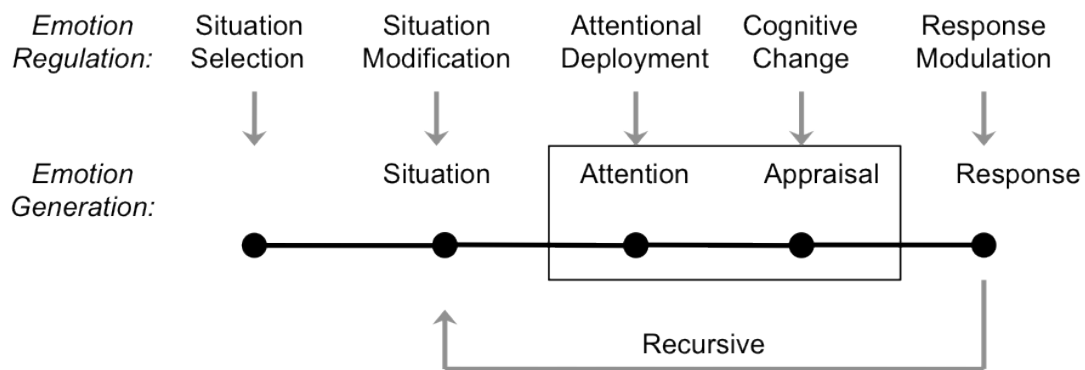 Emotion Regulation:
Situation Selection
Situation Modification
Attentional Deployment
Cognitive Change
Response Modulation
Emotion Generation:
Situation
Attention
Appraisal
Response
Recursive